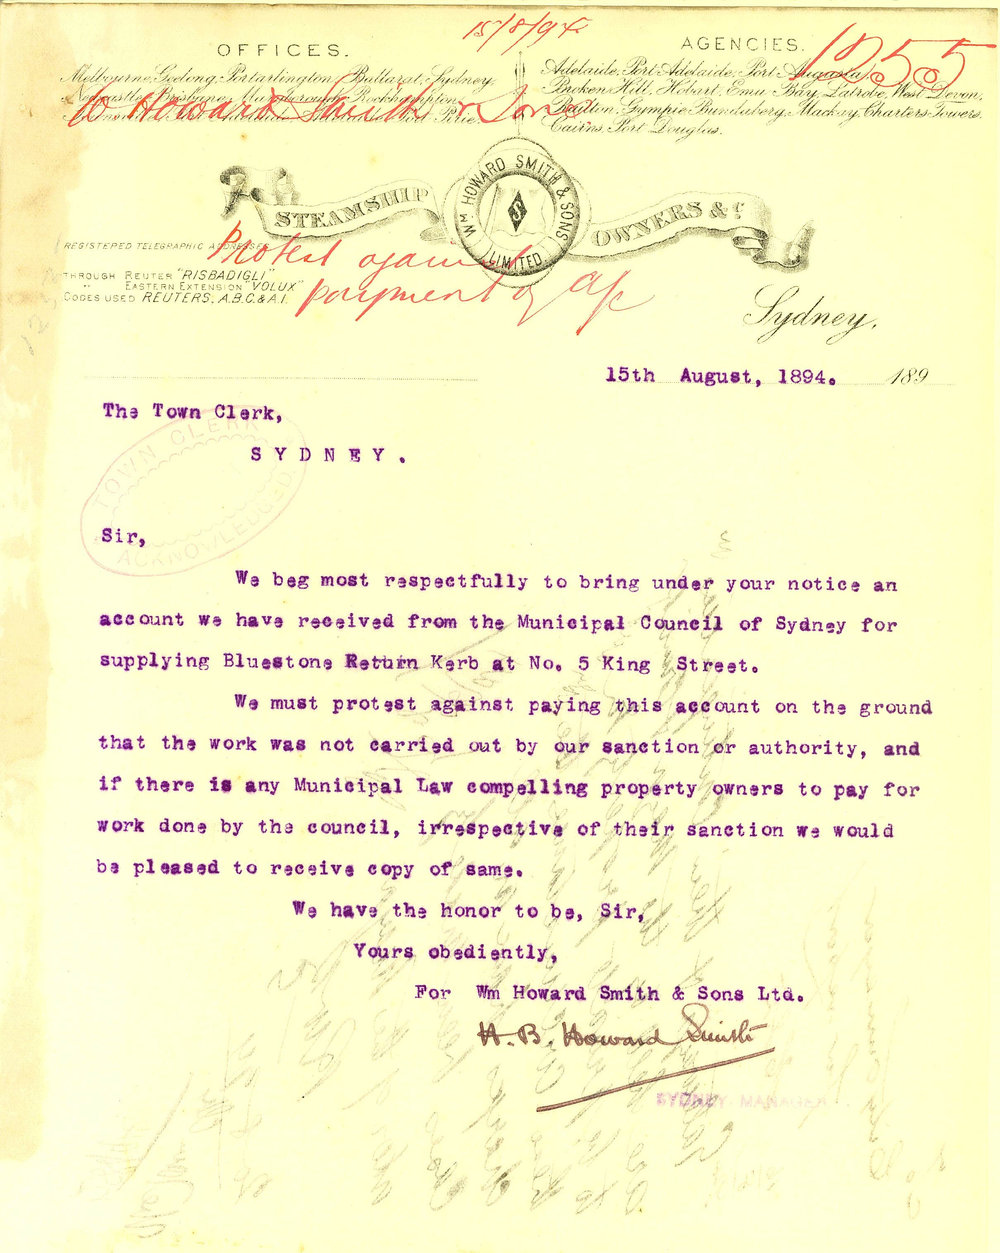 15/8/94
OFFICES.
AGENCIES.
1255
Melbourne, Geelong, Portarlington, Ballarat, Sydney,
Newcastle, Brisbane, Maryborough, Rockhampton,
Adelaide, Port Adelaide, Port Augusta,
Broken Hill, Hobart, Emu Bay, Latrobe, West Devon,
Gympie, Bundaberg, Mackay, Charters Towers,
Cairns, Port Douglas.
W Howard Smith & Sons
STEAMSHIP
WM HOWARD SMITH & SONS
LIMITED
S
OWNERS &c
REGISTERED TELEGRAPHIC ADDRESSES
THROUGH REUTER "RISBADIGLI"
" EASTERN EXTENSION "VOLUX"
CODES USED REUTERS, A.B.C. & A.I.
Protest against
payment of a/c
Sydney,
15th August, 1894. 189
The Town Clerk,
SYDNEY.
TOWN CLERK
ACKNOWLEDGED
Sir,
We beg most respectfully to bring under your notice an
account we have received from the Municipal Council of Sydney for
supplying Bluestone Return Kerb at No. 5 King Street.
We must protest against paying this account on the ground
that the work was not carried out by our sanction or authority, and
if there is any Municipal Law compelling property owners to pay for
work done by the council, irrespective of their sanction we would
be pleased to receive copy of same.
We have the honor to be, Sir,
Yours obediently,
For Wm Howard Smith & Sons Ltd.
H. B. Howard Smith
SYDNEY MANAGER